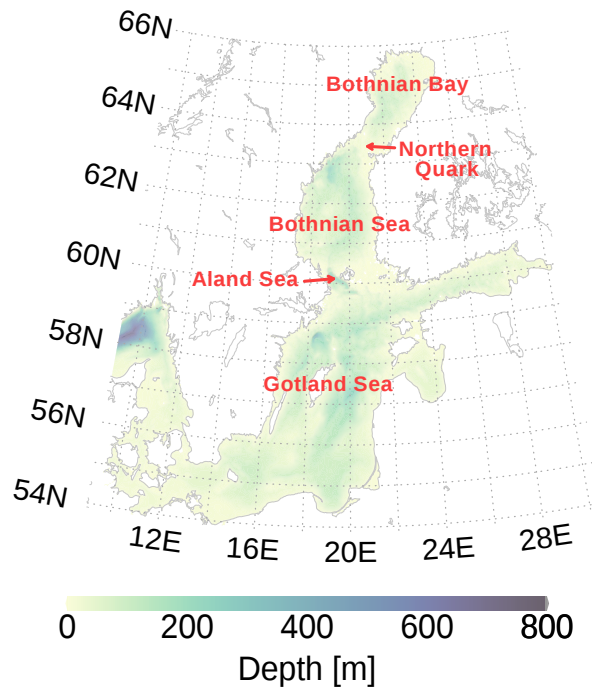 66N
Bothnian Bay
64N
Northern
Quark
62N
Bothnian Sea
60N
Aland Sea
58N
Gotland Sea
56N
54N
12E 16E 20E 24E 28E
0 200 400 600 800
Depth [m]